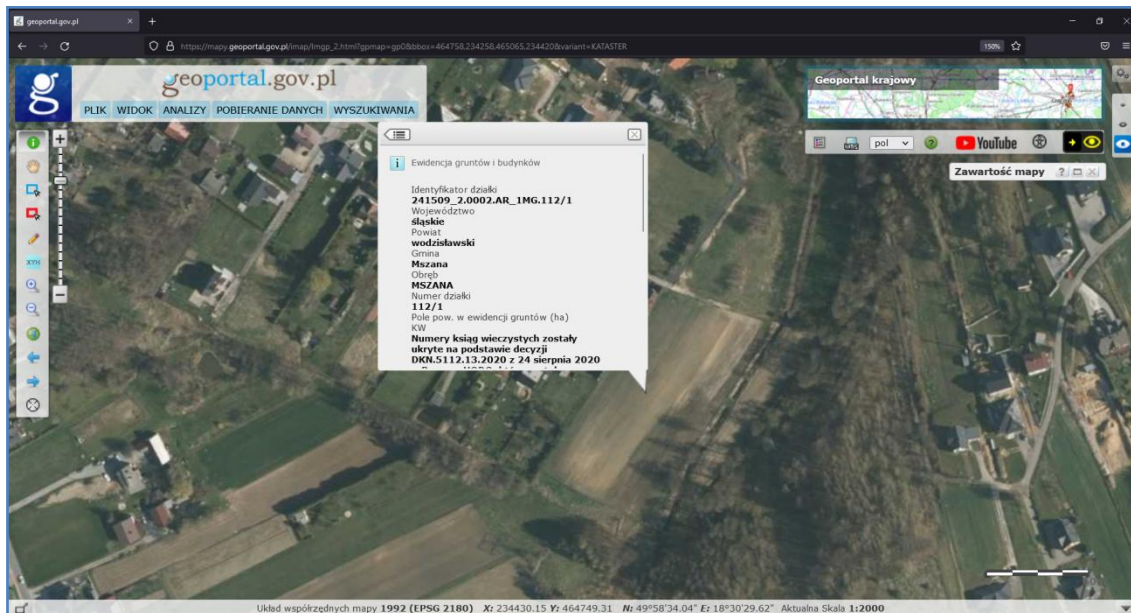 geoportal.gov.pl
https://mapy.geoportal.gov.pl/imap/Imgp_2.html?gpmap=gp0&bbox=464758,234258,465065,234420&variant=KATASTER
150%
geoportal.gov.pl
PLIK WIDOK ANALIZY POBIERANIE DANYCH WYSZUKIWANIA
Geoportal krajowy
pol
YouTube
Zawartość mapy
Ewidencja gruntów i budynków
Identyfikator działki
241509_2.0002.AR_1MG.112/1
Województwo
śląskie
Powiat
wodzisławski
Gmina
Mszana
Obręb
MSZANA
Numer działki
112/1
Pole pow. w ewidencji gruntów (ha)
KW
Numery ksiąg wieczystych zostały
ukryte na podstawie decyzji
DKN.5112.13.2020 z 24 sierpnia 2020
XYH
Układ współrzędnych mapy 1992 (EPSG 2180) X: 234430.15 Y: 464749.31 N: 49°58'34.04" E: 18°30'29.62" Aktualna Skala 1:2000